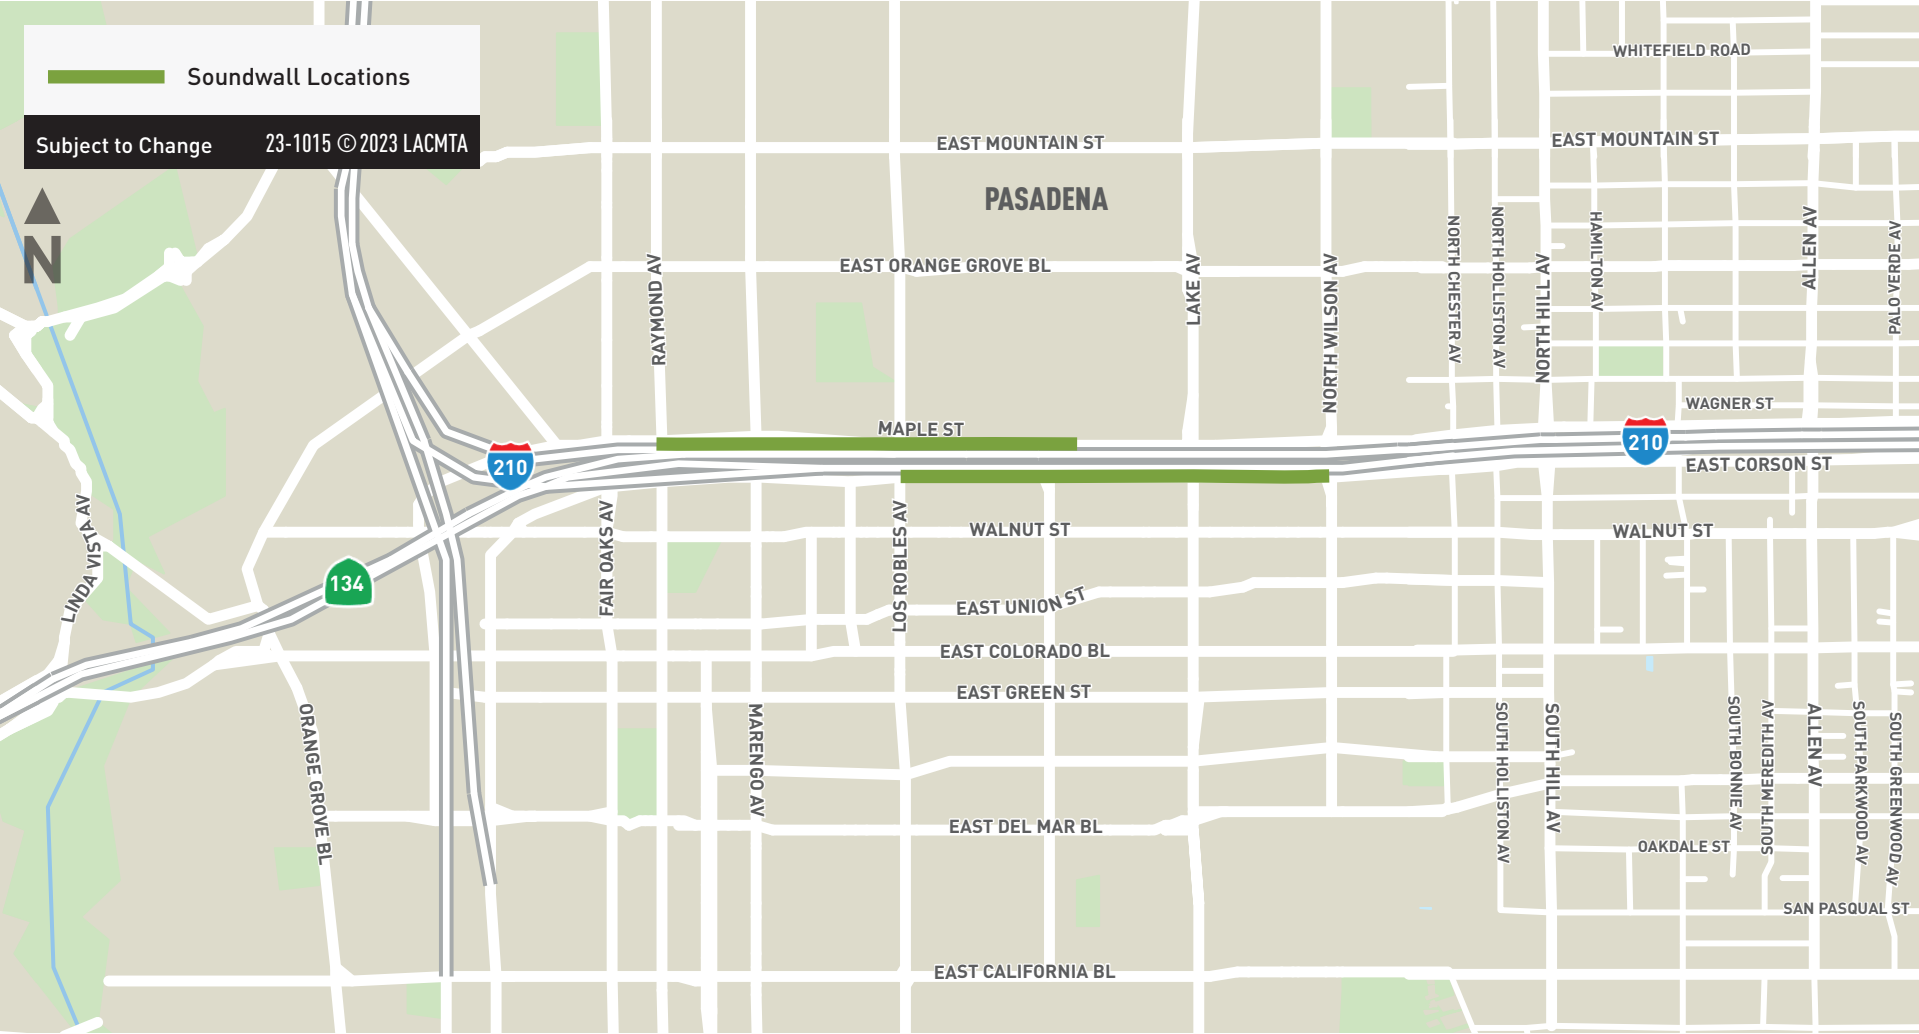 Soundwall Locations
Subject to Change 23-1015 © 2023 LACMTA
N
WHITEFIELD ROAD
EAST MOUNTAIN ST
EAST MOUNTAIN ST
PASADENA
EAST ORANGE GROVE BL
RAYMOND AV
LAKE AV
NORTH WILSON AV
NORTH CHESTER AV
NORTH HOLLISTON AV
NORTH HILL AV
HAMILTON AV
ALLEN AV
PALO VERDE AV
WAGNER ST
MAPLE ST
210
210
EAST CORSON ST
LINDA VISTA AV
134
FAIR OAKS AV
LOS ROBLES AV
WALNUT ST
WALNUT ST
EAST UNION ST
EAST COLORADO BL
EAST GREEN ST
ORANGE GROVE BL
MARENGO AV
SOUTH HOLLISTON AV
SOUTH HILL AV
SOUTH BONNIE AV
SOUTH MEREDITH AV
ALLEN AV
SOUTH PARKWOOD AV
SOUTH GREENWOOD AV
EAST DEL MAR BL
OAKDALE ST
SAN PASQUAL ST
EAST CALIFORNIA BL